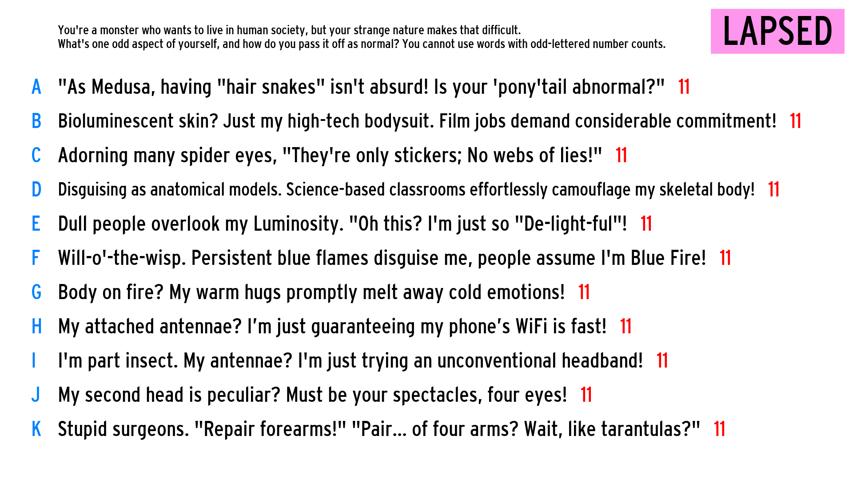 You're a monster who wants to live in human society, but your strange nature makes that difficult.
What's one odd aspect of yourself, and how do you pass it off as normal? You cannot use words with odd-lettered number counts.
LAPSED
A "As Medusa, having "hair snakes" isn't absurd! Is your 'pony'tail abnormal?" 11
B Bioluminescent skin? Just my high-tech bodysuit. Film jobs demand considerable commitment! 11
C Adorning many spider eyes, "They're only stickers; No webs of lies!" 11
D Disguising as anatomical models. Science-based classrooms effortlessly camouflage my skeletal body! 11
E Dull people overlook my Luminosity. "Oh this? I'm just so "De-light-ful"! 11
F Will-o'-the-wisp. Persistent blue flames disguise me, people assume I'm Blue Fire! 11
G Body on fire? My warm hugs promptly melt away cold emotions! 11
H My attached antennae? I’m just guaranteeing my phone’s WiFi is fast! 11
I I'm part insect. My antennae? I'm just trying an unconventional headband! 11
J My second head is peculiar? Must be your spectacles, four eyes! 11
K Stupid surgeons. "Repair forearms!" "Pair... of four arms? Wait, like tarantulas?" 11